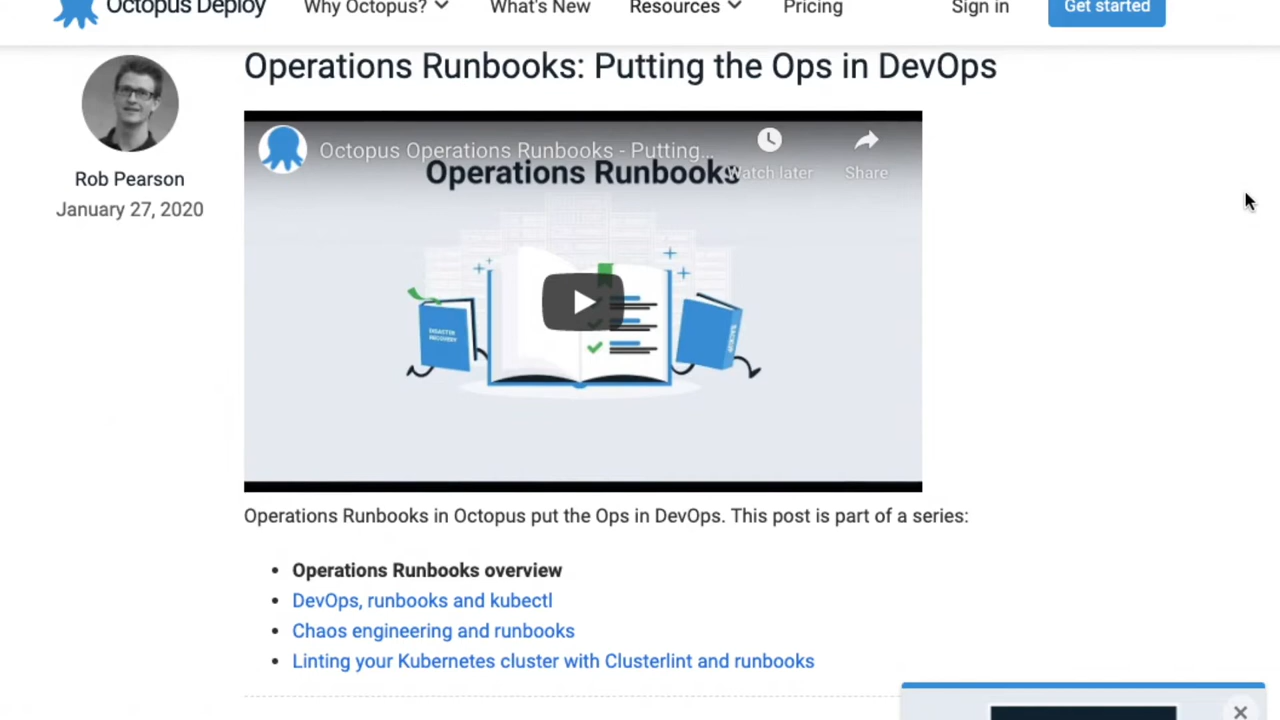 Octopus Deploy
Why Octopus?
What's New
Resources
Pricing
Sign in
Get started
Operations Runbooks: Putting the Ops in DevOps
Rob Pearson
January 27, 2020
Octopus Operations Runbooks - Putting...
Watch later
Share
Operations Runbooks
DISASTER
RECOVERY
BACKUP
Operations Runbooks in Octopus put the Ops in DevOps. This post is part of a series:
• Operations Runbooks overview
• DevOps, runbooks and kubectl
• Chaos engineering and runbooks
• Linting your Kubernetes cluster with Clusterlint and runbooks